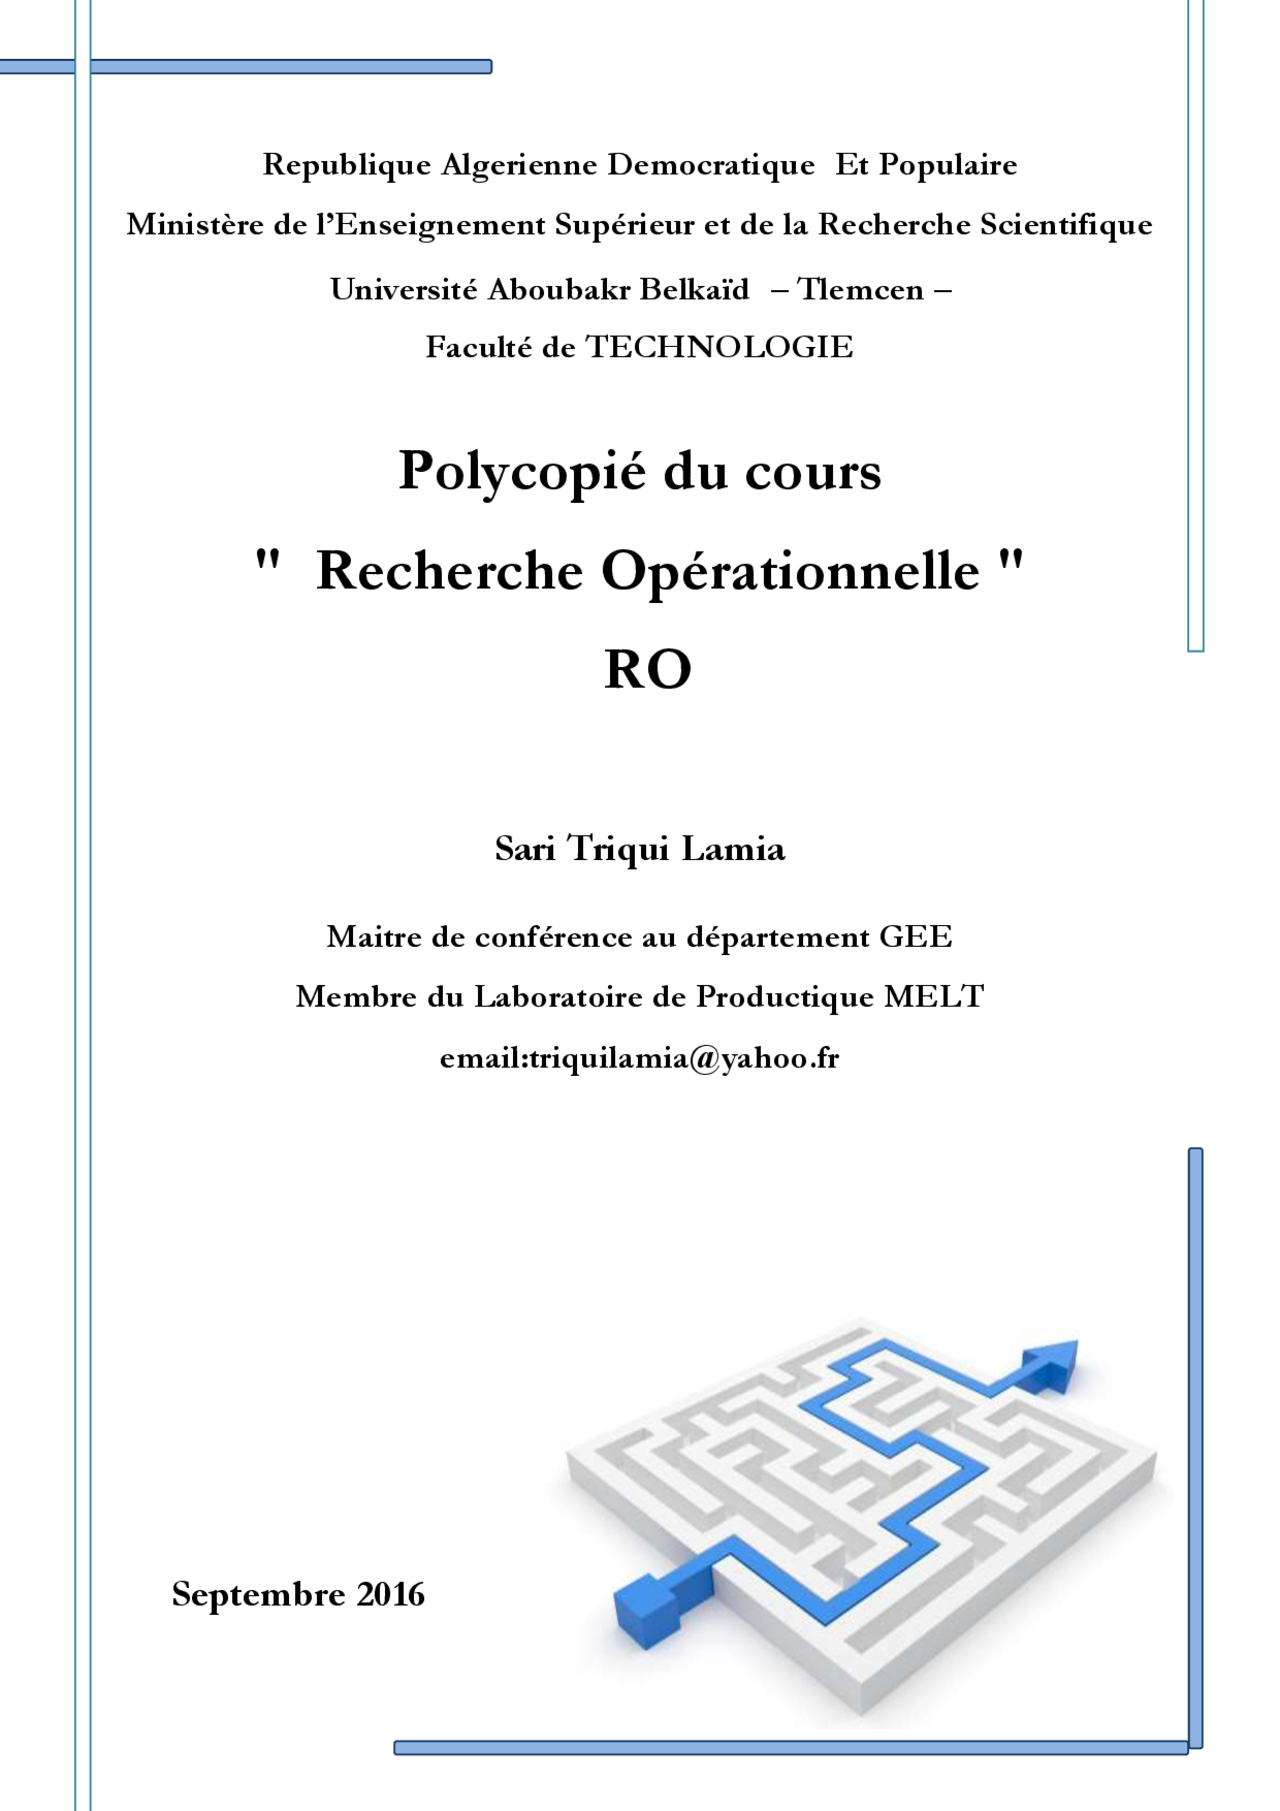 Republique Algerienne Democratique Et Populaire
Ministère de l’Enseignement Supérieur et de la Recherche Scientifique
Université Aboubakr Belkaïd – Tlemcen –
Faculté de TECHNOLOGIE
Polycopié du cours
" Recherche Opérationnelle "
RO
Sari Triqui Lamia
Maitre de conférence au département GEE
Membre du Laboratoire de Productique MELT
email:triquilamia@yahoo.fr
Septembre 2016